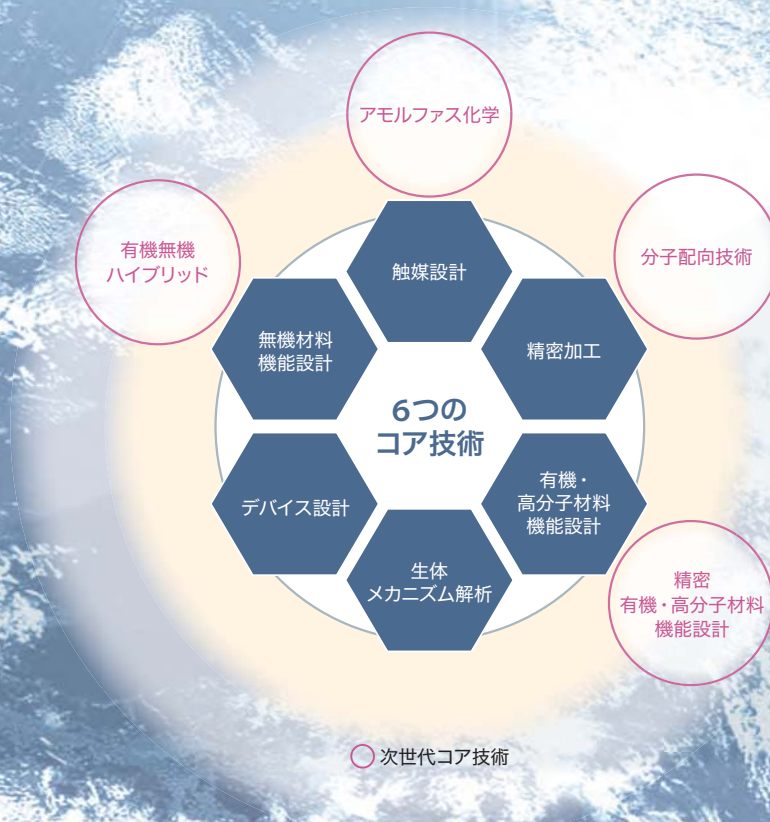 アモルファス化学
有機無機
ハイブリッド
分子配向技術
触媒設計
無機材料
機能設計
精密加工
6つの
コア技術
デバイス設計
有機・
高分子材料
機能設計
生体
メカニズム解析
精密
有機・高分子材料
機能設計
次世代コア技術